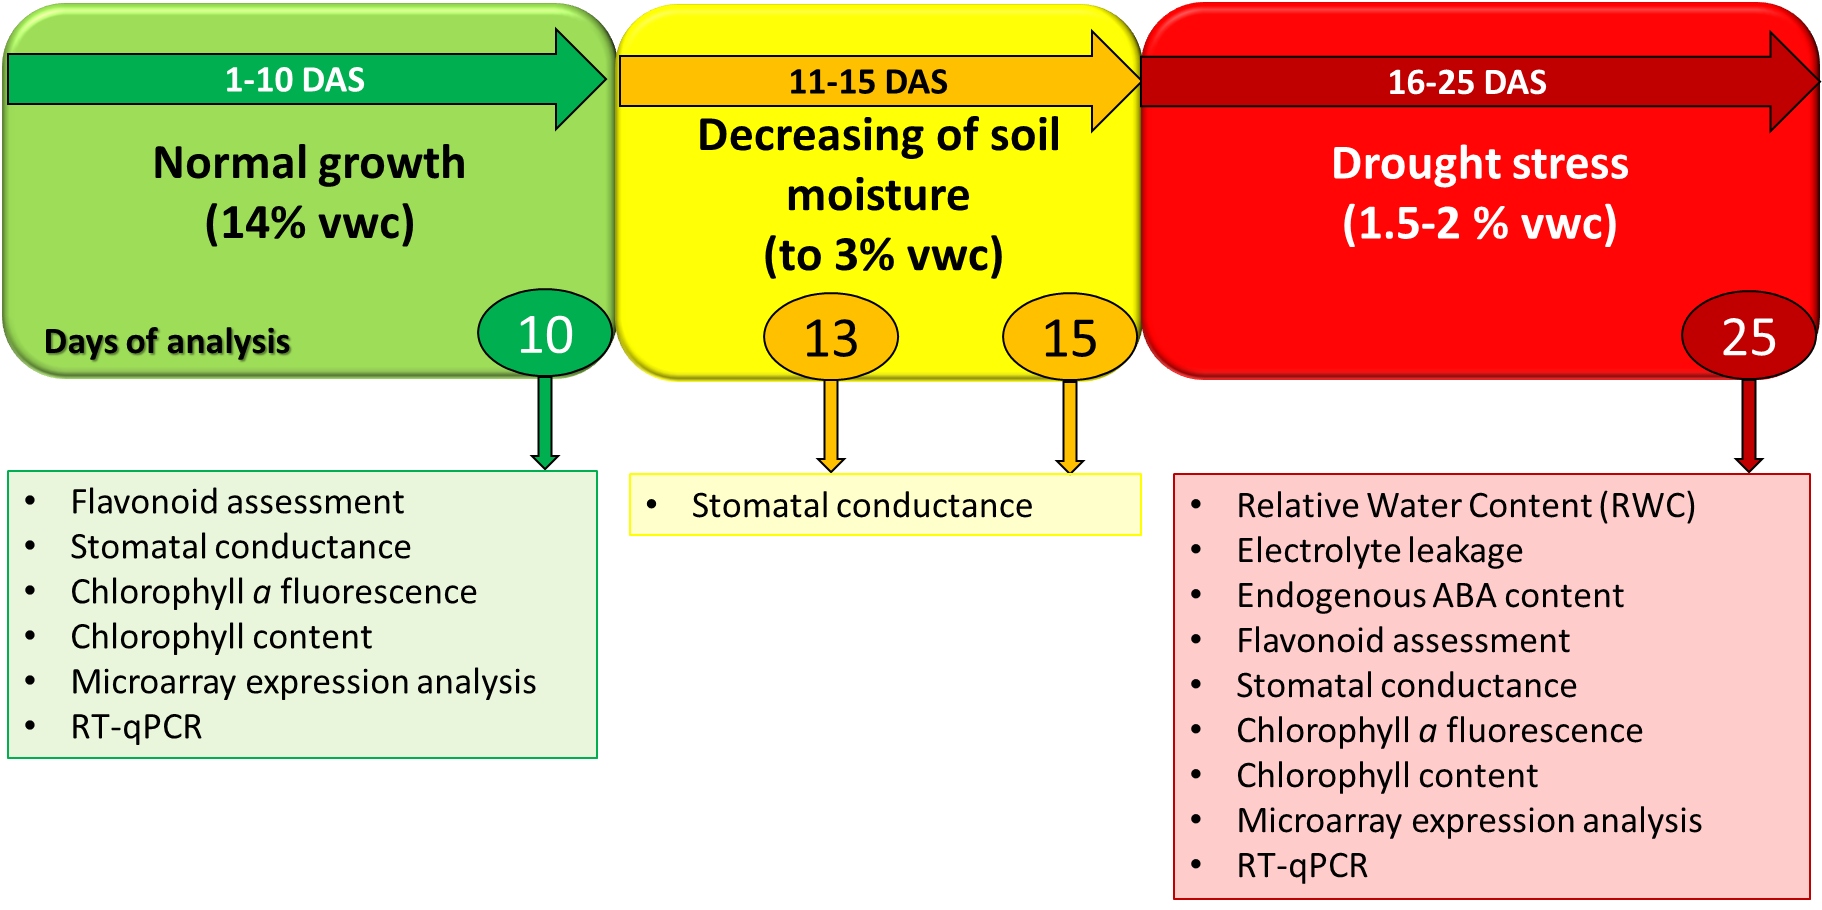 1-10 DAS
Normal growth
(14% vwc)
Days of analysis
10
11-15 DAS
Decreasing of soil
moisture
(to 3% vwc)
13
15
16-25 DAS
Drought stress
(1.5-2 % vwc)
25
• Flavonoid assessment
• Stomatal conductance
• Chlorophyll a fluorescence
• Chlorophyll content
• Microarray expression analysis
• RT-qPCR
• Stomatal conductance
• Relative Water Content (RWC)
• Electrolyte leakage
• Endogenous ABA content
• Flavonoid assessment
• Stomatal conductance
• Chlorophyll a fluorescence
• Chlorophyll content
• Microarray expression analysis
• RT-qPCR